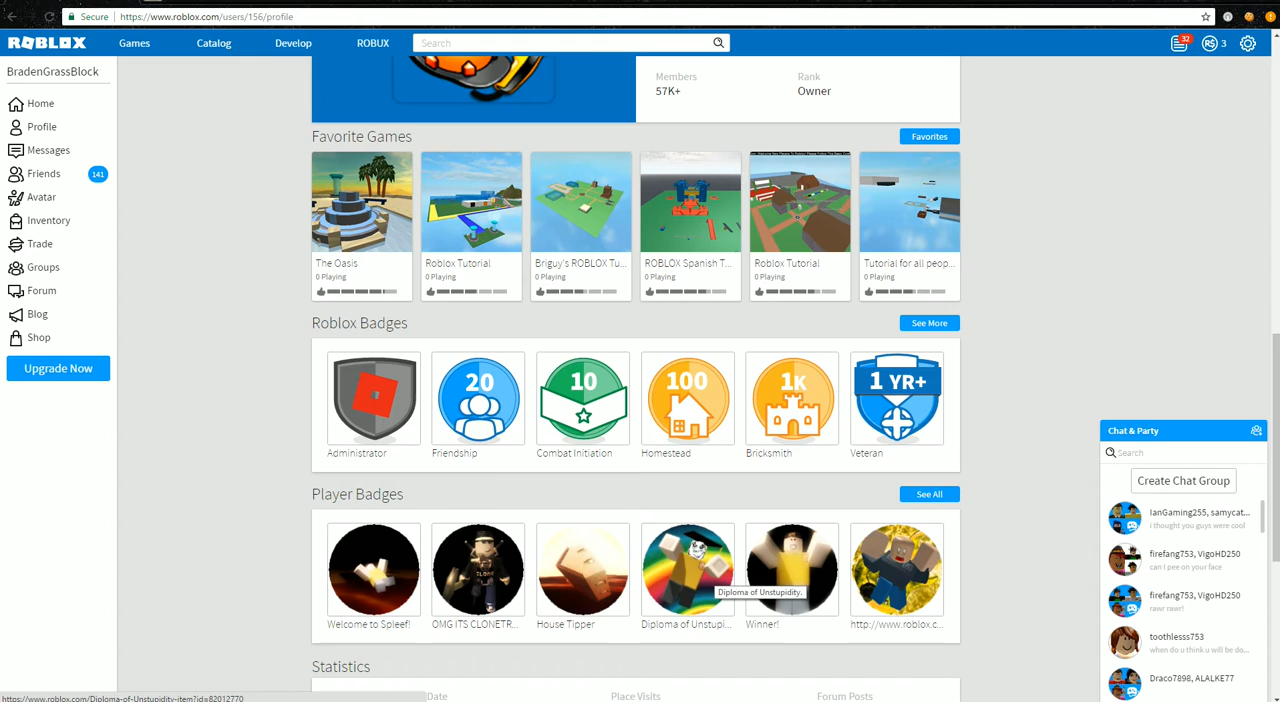 Secure https://www.roblox.com/users/156/profile
ROBLOX Games Catalog Develop ROBUX Search 32 R$ 3
BradenGrassBlock
Home
Profile
Messages
Friends 141
Avatar
Inventory
Trade
Groups
Forum
Blog
Shop
Upgrade Now
Members Rank
57K+ Owner
Favorite Games Favorites
The Oasis Roblox Tutorial Briguy's ROBLOX Tu... ROBLOX Spanish T... Roblox Tutorial Tutorial for all peop...
0 Playing 0 Playing 0 Playing 0 Playing 0 Playing 0 Playing
Roblox Badges See More
20 10 100 1K 1 YR+
Administrator Friendship Combat Initiation Homestead Bricksmith Veteran
Player Badges See All
Diploma of Unstupidity.
Welcome to Spleef! OMG ITS CLONETR... House Tipper Diploma of Unstupi... Winner! http://www.roblox.c...
Statistics
Date Place Visits Forum Posts
Chat & Party
Search
Create Chat Group
IanGaming255, samycat...
i thought you guys were cool
firefang753, VigoHD250
can I pee on your face
firefang753, VigoHD250
rawr rawr!
toothlesss753
when do u think u will be do...
Draco7898, ALALKE77
https://www.roblox.com/Diploma-of-Unstupidity-item?id=82012770